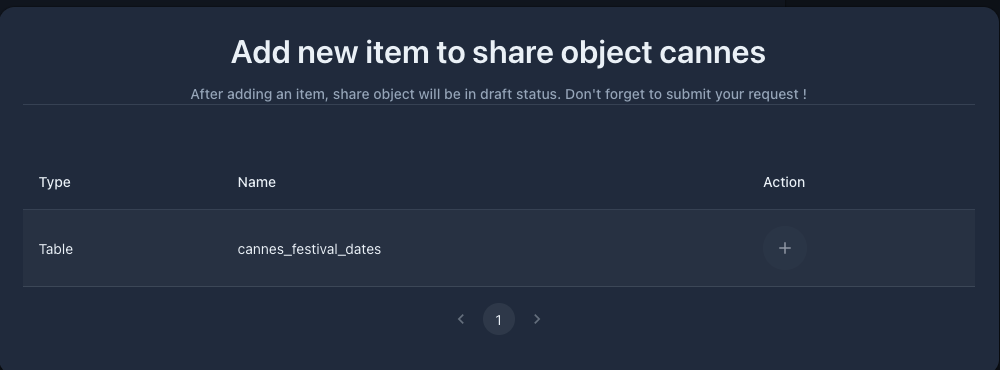 Add new item to share object cannes
After adding an item, share object will be in draft status. Don't forget to submit your request !
Type Name Action
Table cannes_festival_dates +
1